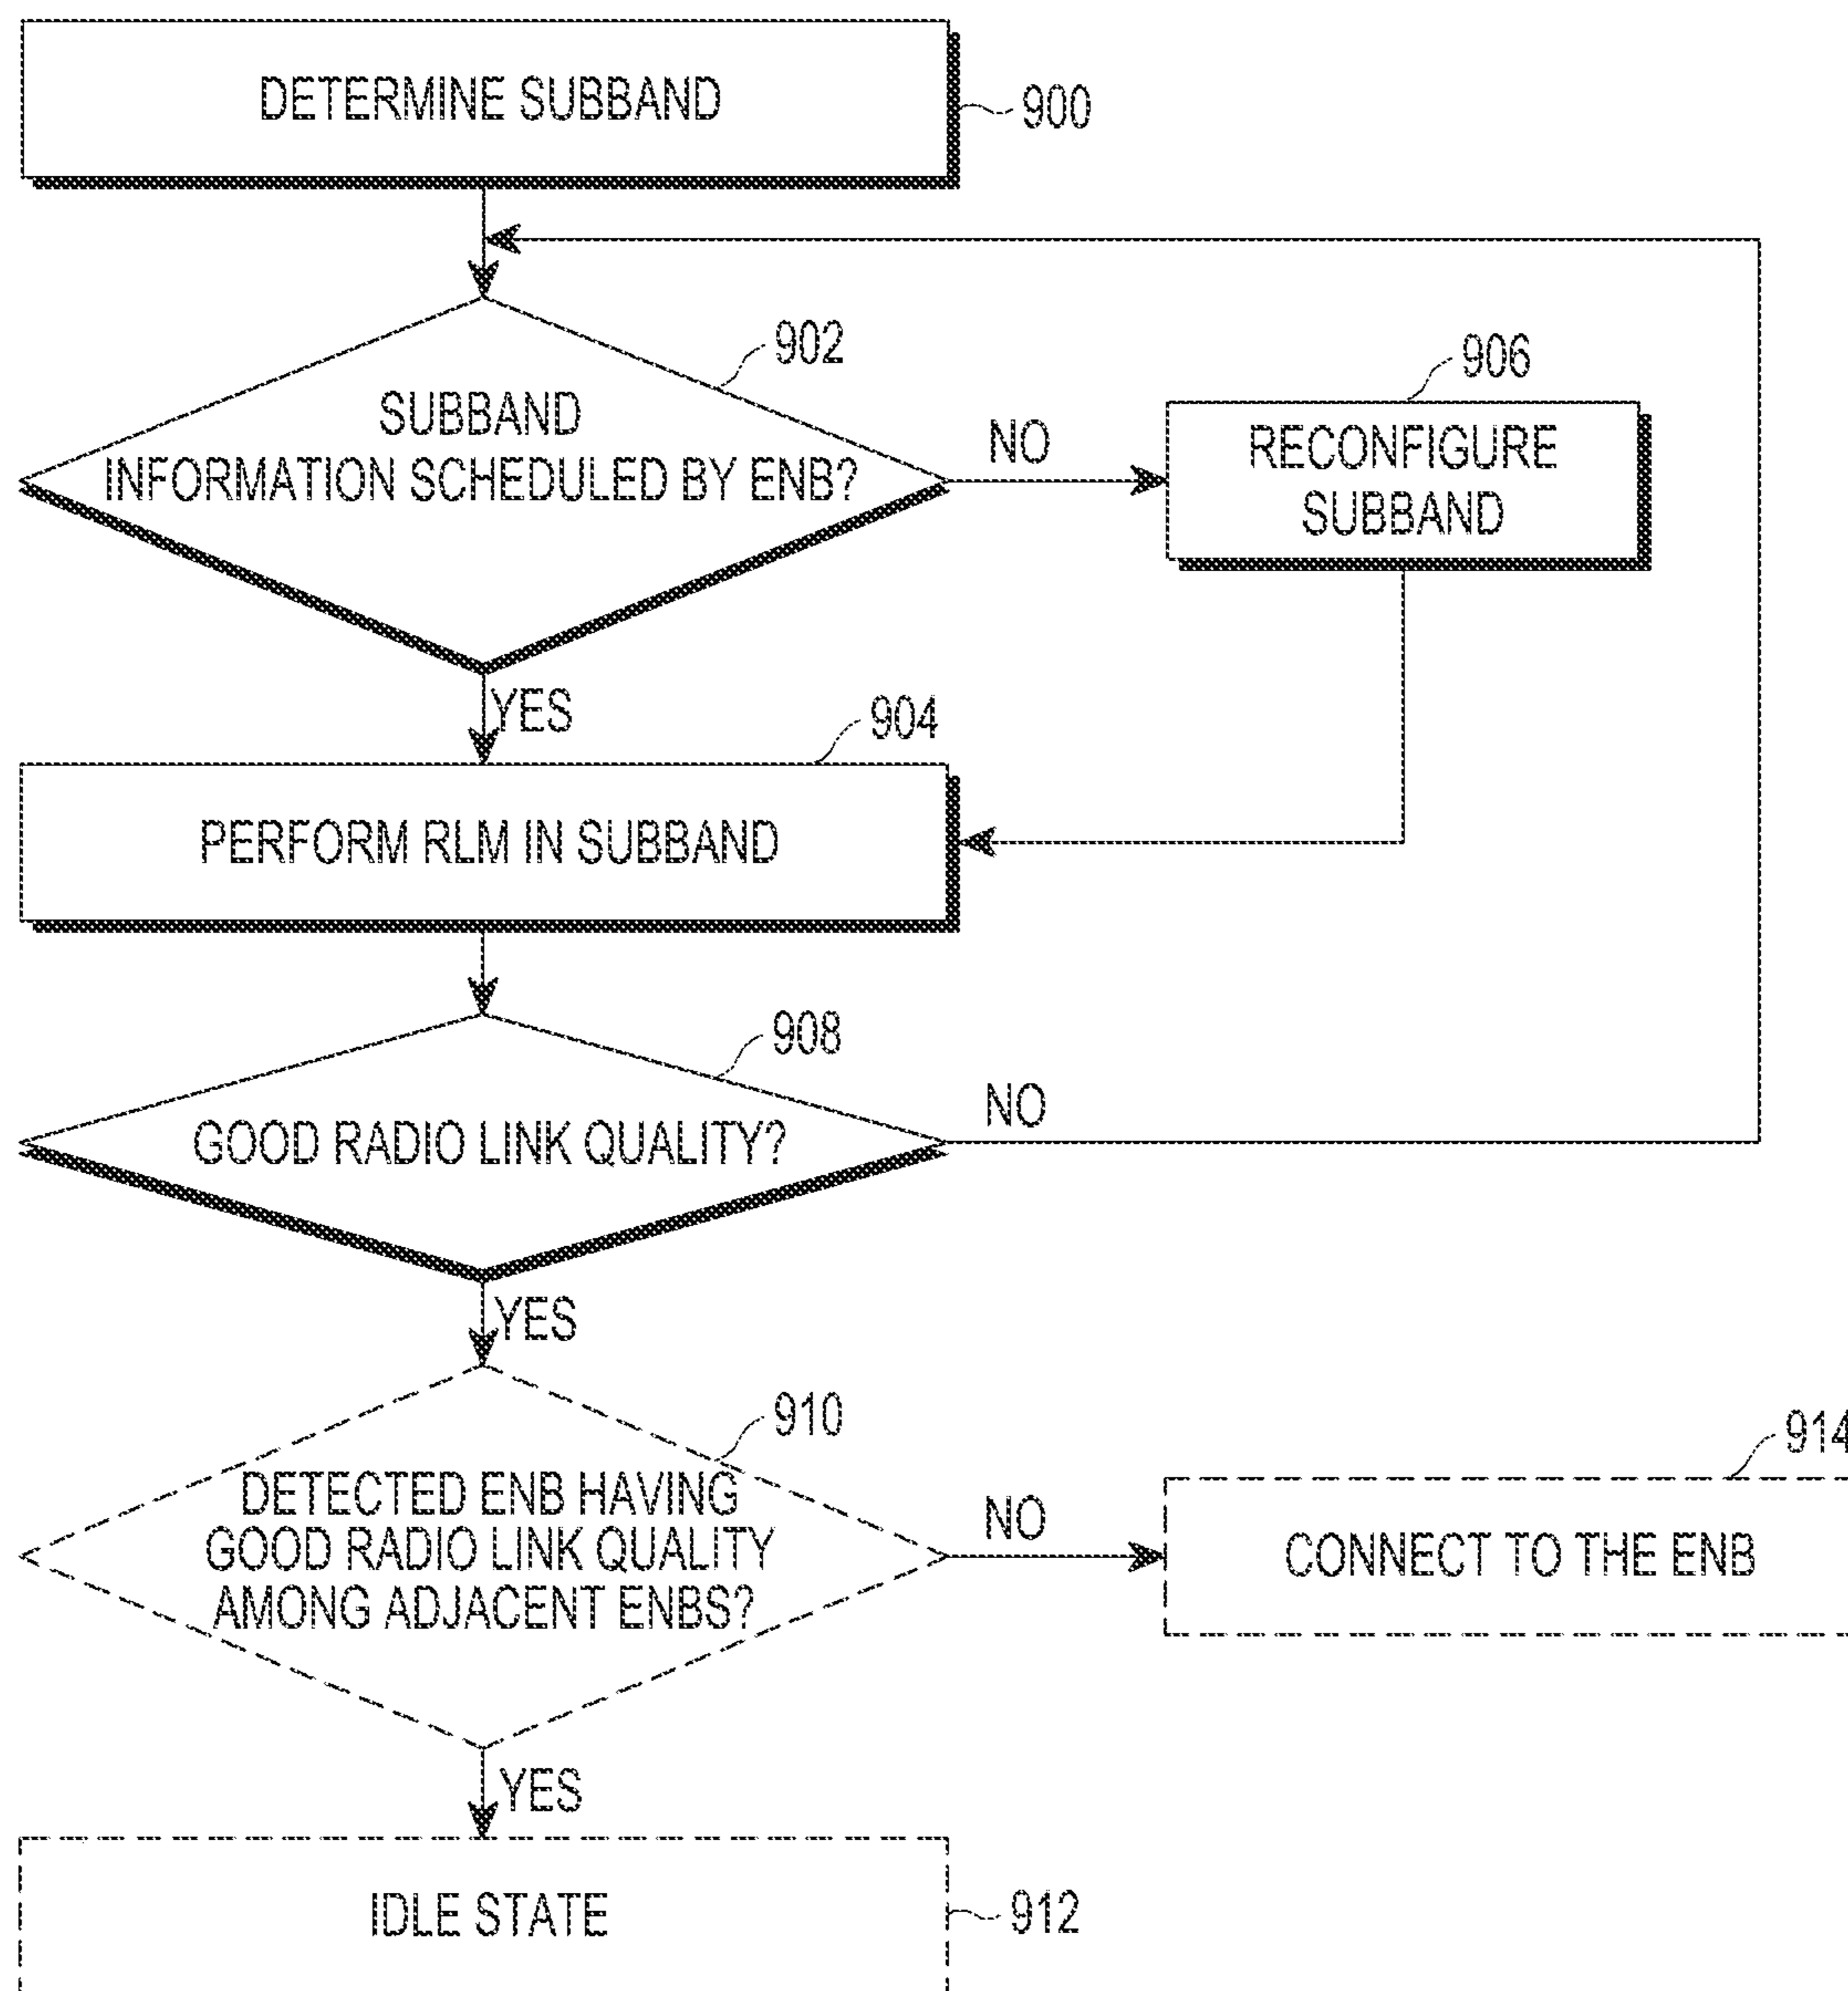 DETERMINE SUBBAND
900
902
SUBBAND
INFORMATION SCHEDULED BY ENB?
NO
906
RECONFIGURE
SUBBAND
YES
904
PERFORM RLM IN SUBBAND
908
GOOD RADIO LINK QUALITY?
NO
YES
910
DETECTED ENB HAVING
GOOD RADIO LINK QUALITY
AMONG ADJACENT ENBS?
NO
914
CONNECT TO THE ENB
YES
IDLE STATE
912